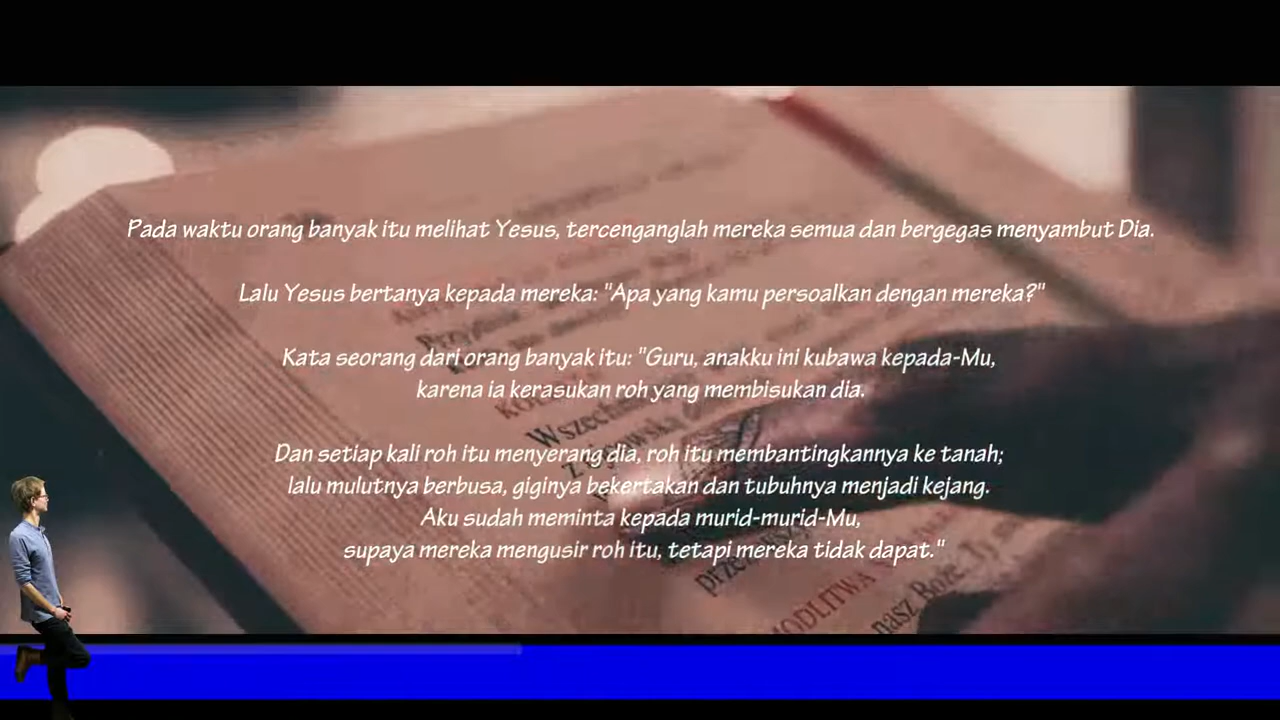 Pada waktu orang banyak itu melihat Yesus, tercenganglah mereka semua dan bergegas menyambut Dia.
Lalu Yesus bertanya kepada mereka: "Apa yang kamu persoalkan dengan mereka?"
Kata seorang dari orang banyak itu: "Guru, anakku ini kubawa kepada-Mu,
karena ia kerasukan roh yang membisukan dia.
Dan setiap kali roh itu menyerang dia, roh itu membantingkannya ke tanah;
lalu mulutnya berbusa, giginya bekertakan dan tubuhnya menjadi kejang.
Aku sudah meminta kepada murid-murid-Mu,
supaya mereka mengusir roh itu, tetapi mereka tidak dapat."
nasz Boże